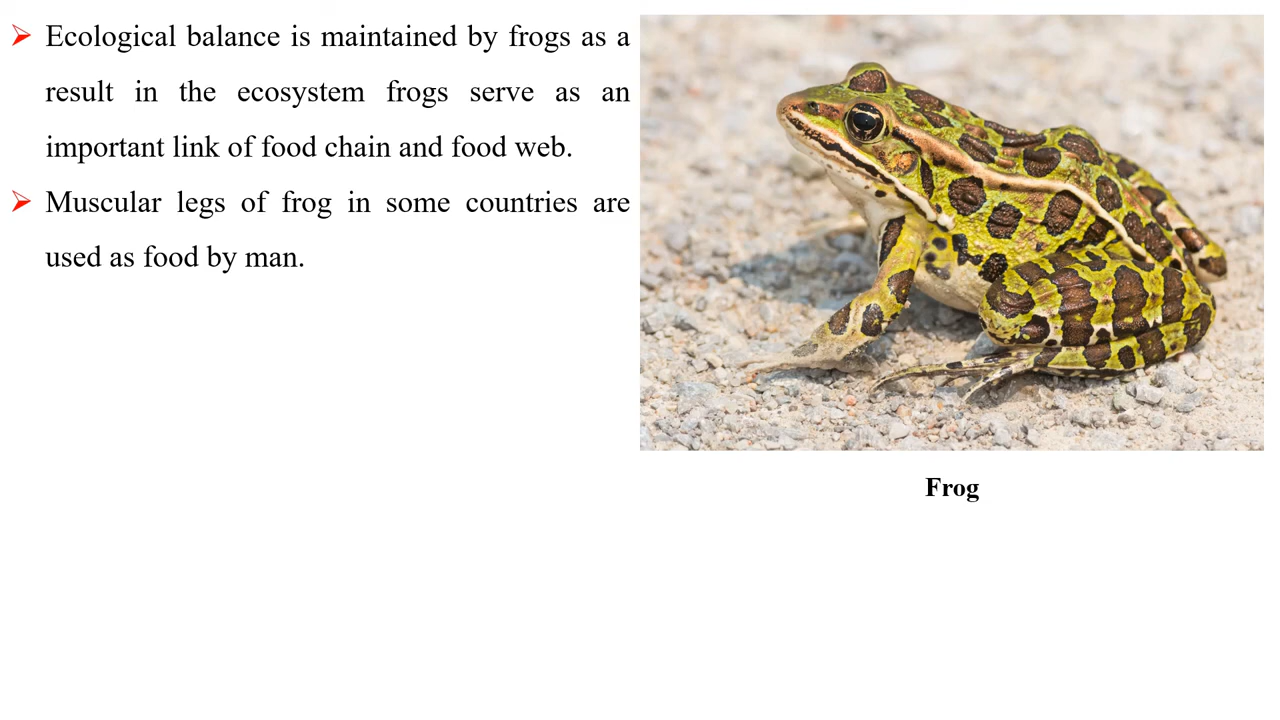 Ecological balance is maintained by frogs as a
result in the ecosystem frogs serve as an
important link of food chain and food web.
Muscular legs of frog in some countries are
used as food by man.
Frog